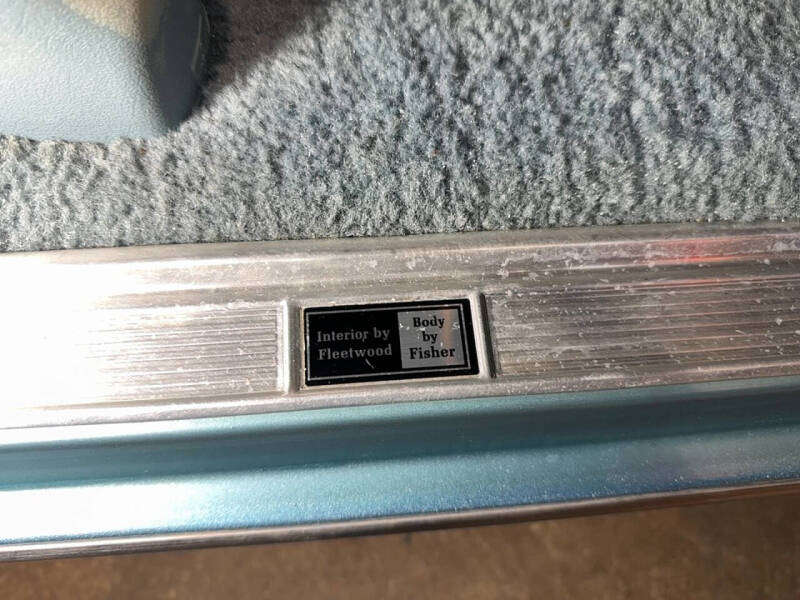 Interior by
Fleetwood
Body
by
Fisher